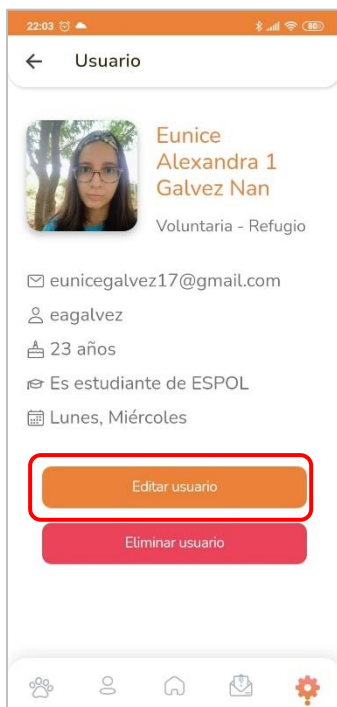 22:03
80
Usuario
Eunice
Alexandra 1
Galvez Nan
Voluntaria - Refugio
eunicegalvez17@gmail.com
eagalvez
23 años
Es estudiante de ESPOL
Lunes, Miércoles
Editar usuario
Eliminar usuario